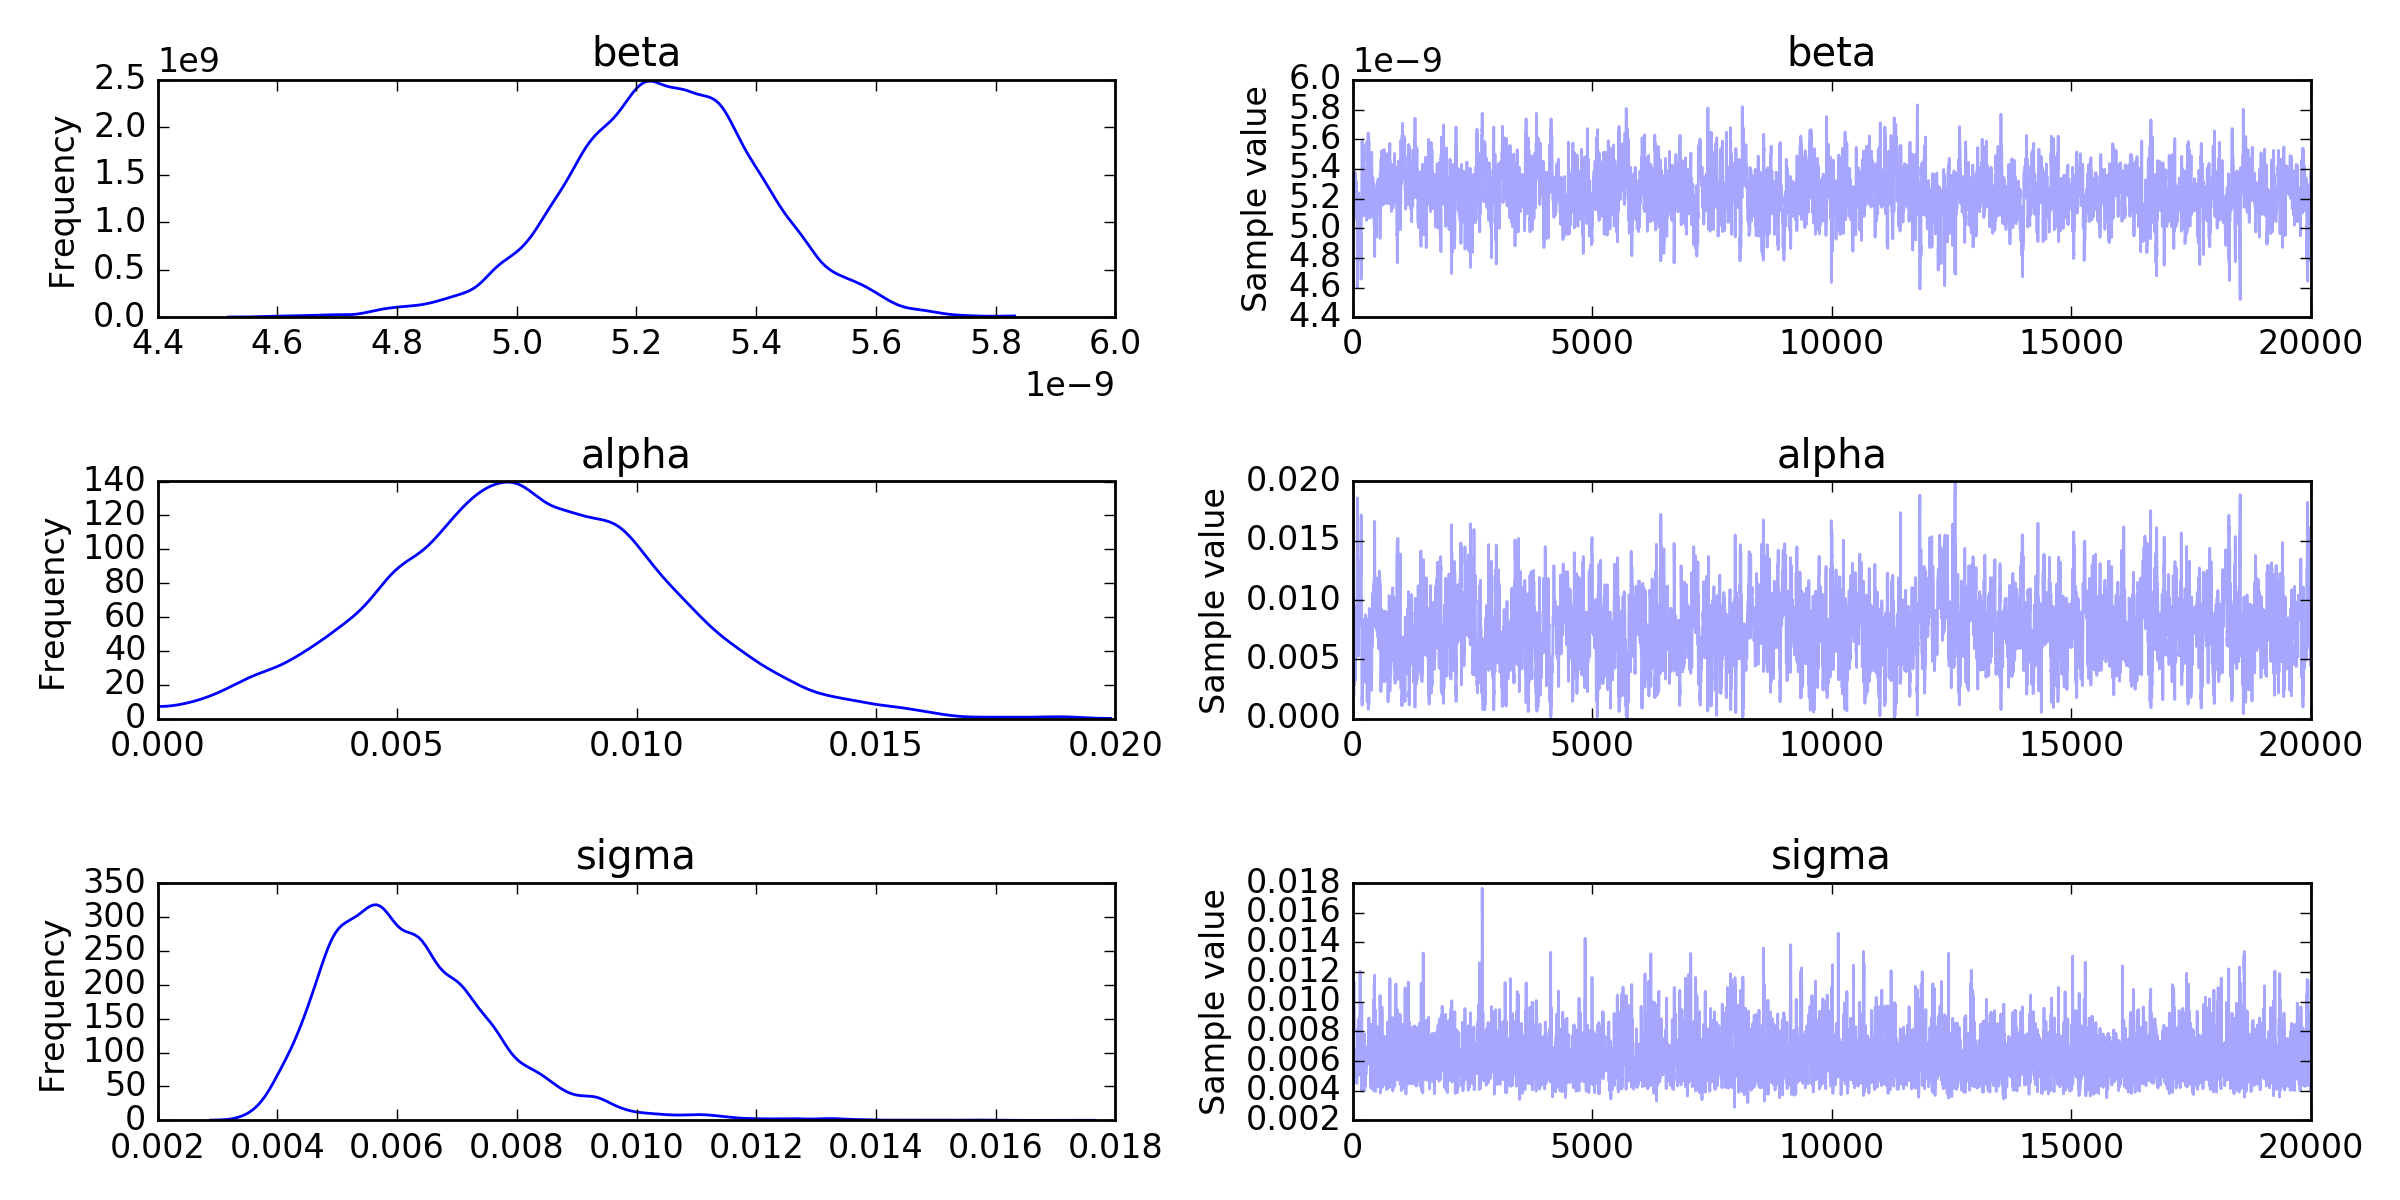 beta
1e9
2.5
2.0
1.5
1.0
0.5
0.0
Frequency
4.4 4.6 4.8 5.0 5.2 5.4 5.6 5.8 6.0
1e−9
beta
1e−9
6.0
5.8
5.6
5.4
5.2
5.0
4.8
4.6
4.4
Sample value
0 5000 10000 15000 20000
alpha
140
120
100
80
60
40
20
0
Frequency
0.000 0.005 0.010 0.015 0.020
alpha
0.020
0.015
0.010
0.005
0.000
Sample value
0 5000 10000 15000 20000
sigma
350
300
250
200
150
100
50
0
Frequency
0.002 0.004 0.006 0.008 0.010 0.012 0.014 0.016 0.018
sigma
0.018
0.016
0.014
0.012
0.010
0.008
0.006
0.004
0.002
Sample value
0 5000 10000 15000 20000